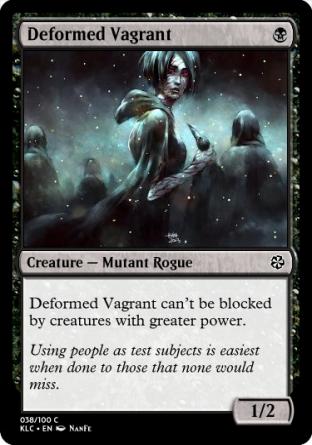 Deformed Vagrant
Creature — Mutant Rogue
Deformed Vagrant can't be blocked
by creatures with greater power.
Using people as test subjects is easiest
when done to those that none would
miss.
1/2
038/100 C
KLC • EN NanFe